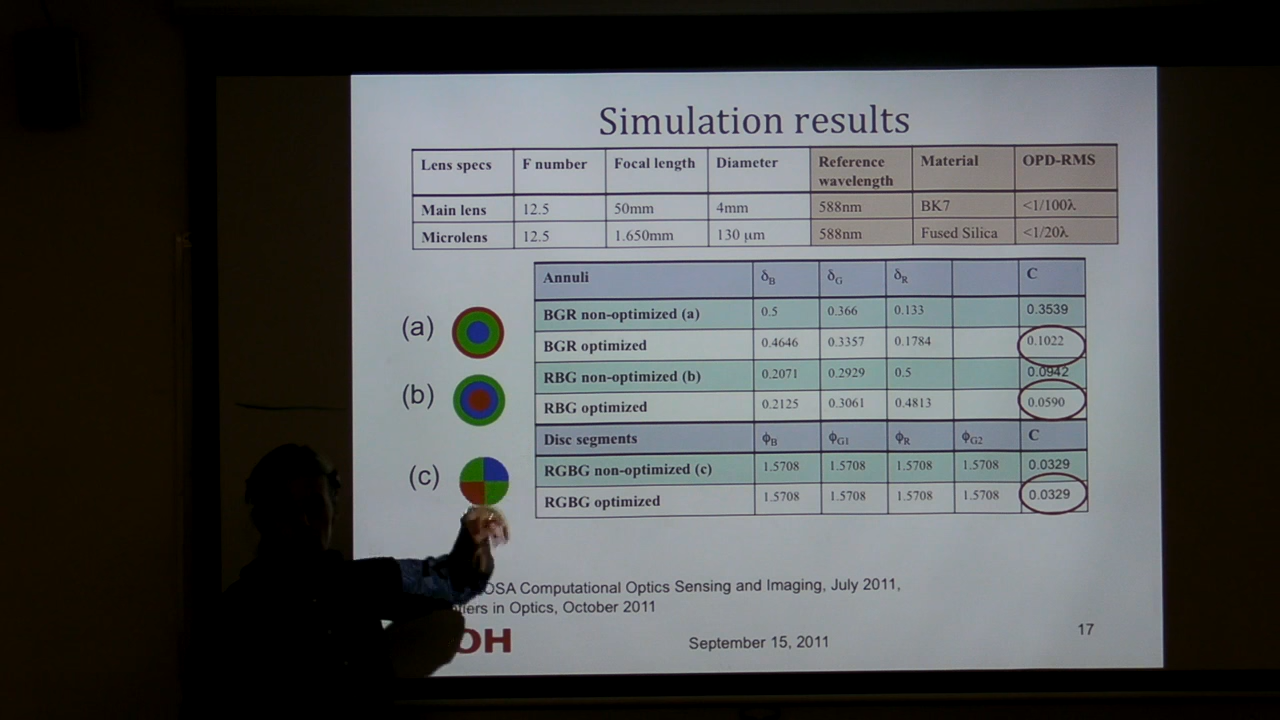 Simulation results
Lens specs F number Focal length Diameter Reference wavelength Material OPD-RMS
Main lens 12.5 50mm 4mm 588nm BK7 <1/100λ
Microlens 12.5 1.650mm 130 μm 588nm Fused Silica <1/20λ
Annuli δB δG δR C
(a) BGR non-optimized (a) 0.5 0.366 0.133 0.3539
BGR optimized 0.4646 0.3357 0.1784 0.1022
(b) RBG non-optimized (b) 0.2071 0.2929 0.5 0.0942
RBG optimized 0.2125 0.3061 0.4813 0.0590
Disc segments ϕB ϕG1 ϕR ϕG2 C
(c) RGBG non-optimized (c) 1.5708 1.5708 1.5708 1.5708 0.0329
RGBG optimized 1.5708 1.5708 1.5708 1.5708 0.0329
Computational Optics Sensing and Imaging, July 2011,
in Optics, October 2011
September 15, 2011
17